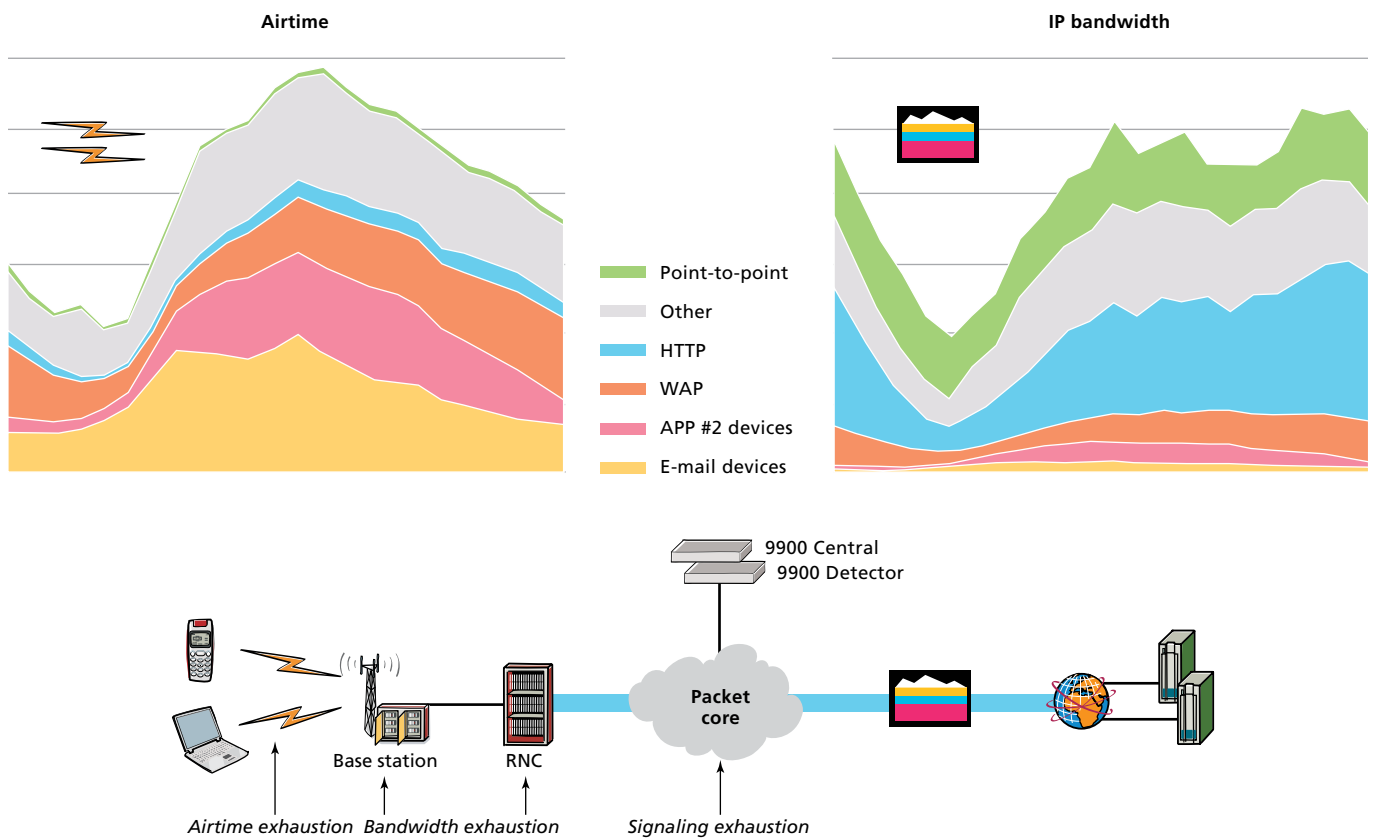 Airtime
IP bandwidth
Point-to-point
Other
HTTP
WAP
APP #2 devices
E-mail devices
9900 Central
9900 Detector
Packet
core
Base station
RNC
Airtime exhaustion
Bandwidth exhaustion
Signaling exhaustion